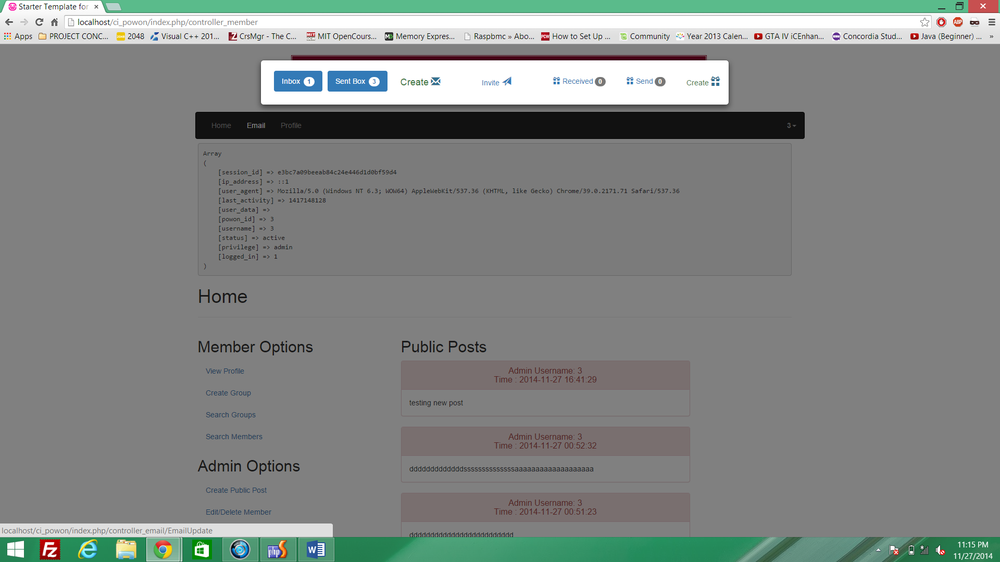 Starter Template for
localhost/ci_powon/index.php/controller_member
Apps PROJECT CONC... 2048 Visual C++ 201... CrsMgr - The C... MIT OpenCours... Memory Expres... Raspbmc » Abo... How to Set Up ... Community Year 2013 Calen... GTA IV iCEnhan... Concordia Stud... Java (Beginner) ... »
Inbox 1 Sent Box 3 Create Invite Received 0 Send 0 Create
Home Email Profile 3
Array
(
[session_id] => e3bc7a09beeab84c24e446d1d0bf59d4
[ip_address] => ::1
[user_agent] => Mozilla/5.0 (Windows NT 6.3; WOW64) AppleWebKit/537.36 (KHTML, like Gecko) Chrome/39.0.2171.71 Safari/537.36
[last_activity] => 1417148128
[user_data] =>
[powon_id] => 3
[username] => 3
[status] => active
[privilege] => admin
[logged_in] => 1
)
Home
Member Options
View Profile
Create Group
Search Groups
Search Members
Admin Options
Create Public Post
Edit/Delete Member
Public Posts
Admin Username: 3
Time : 2014-11-27 16:41:29
testing new post
Admin Username: 3
Time : 2014-11-27 00:52:32
dddddddddddddssssssssssssssaaaaaaaaaaaaaaaaaaa
Admin Username: 3
Time : 2014-11-27 00:51:23
ddddddddddddddddddddddddd
localhost/ci_powon/index.php/controller_email/EmailUpdate
11:15 PM
11/27/2014